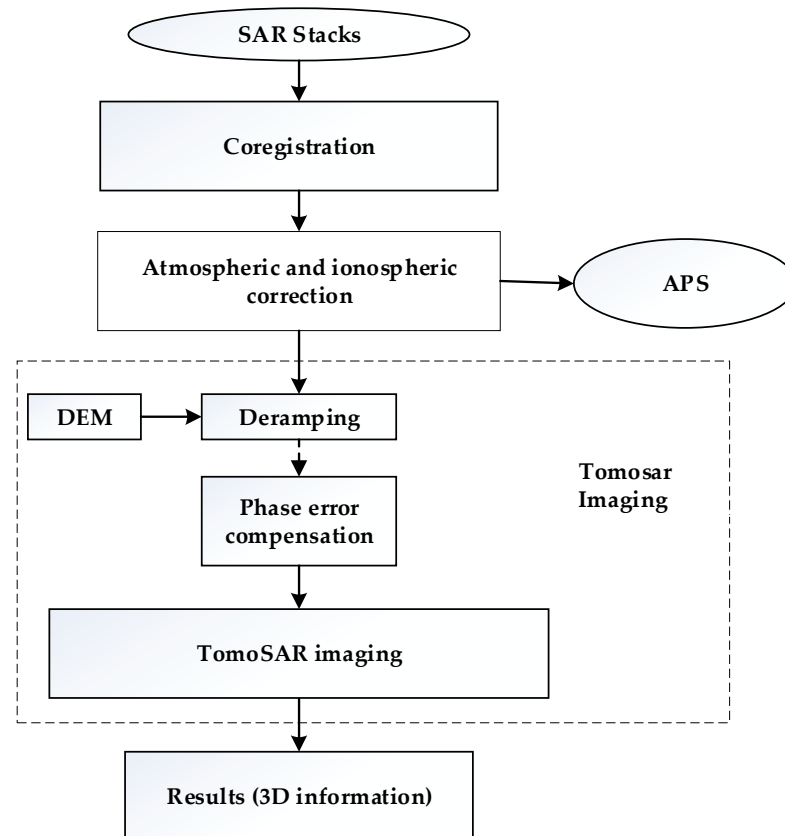 SAR Stacks
Coregistration
Atmospheric and ionospheric
correction
APS
DEM
Deramping
Tomosar
Imaging
Phase error
compensation
TomoSAR imaging
Results (3D information)